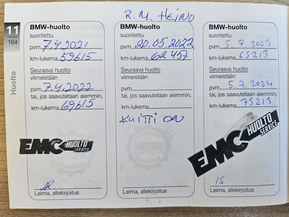 R.M. HEINO
11
164
Huolto
BMW-huolto
suoritettu
pvm. 7.4.2021
km-lukema 59615
Seuraava huolto
viimeistään
pvm. 7.4.2022
tai, jos saavutetaan aiemmin,
km-lukema 69615
EMC HUOLTO SERVICE
Leima, allekirjoitus
BMW-huolto
suoritettu
pvm. 20.05.2022
km-lukema 62457
Seuraava huolto
viimeistään
pvm.
tai, jos saavutetaan aiemmin,
km-lukema
KUITTI ON
Leima, allekirjoitus
BMW-huolto
suoritettu
pvm. 5.7.2023
km-lukema 65213
Seuraava huolto
viimeistään
pvm. 5.7.2024
tai, jos saavutetaan aiemmin,
km-lukema 75213
EMC HUOLTO SERVICE
Leima, allekirjoitus